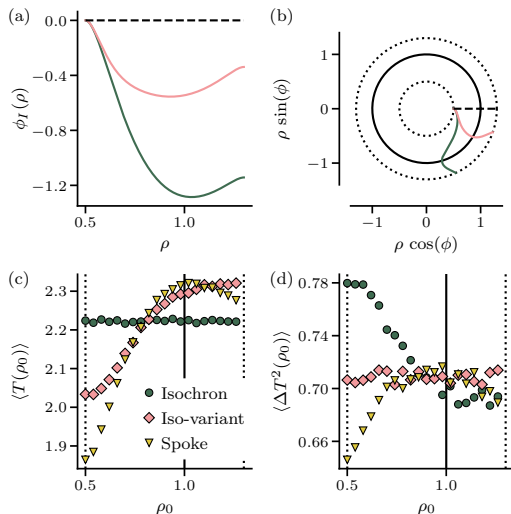 (a)
0.0
−0.4
−0.8
−1.2
ϕ_I(ρ)
0.5
1.0
ρ
(b)
1
0
−1
ρ sin(ϕ)
−1
0
1
ρ cos(ϕ)
(c)
2.3
2.2
2.1
2.0
1.9
⟨T(ρ₀)⟩
Isochron
Iso-variant
Spoke
0.5
1.0
ρ₀
(d)
0.78
0.74
0.70
0.66
⟨ΔT²(ρ₀)⟩
0.5
1.0
ρ₀